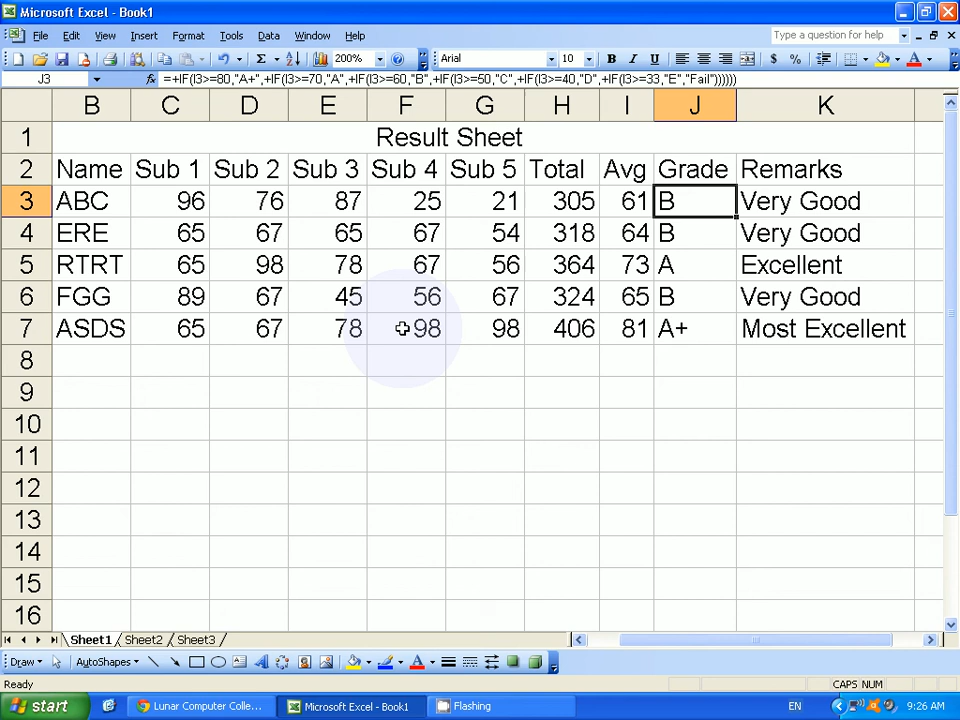 Microsoft Excel - Book1
File Edit View Insert Format Tools Data Window Help Type a question for help
Σ 200% Arial 10 B I U $ % A
J3 fx =+IF(I3>=80,"A+",+IF(I3>=70,"A",+IF(I3>=60,"B",+IF(I3>=50,"C",+IF(I3>=40,"D",+IF(I3>=33,"E","Fail"))))))
B C D E F G H I J K
1 Result Sheet
2 Name Sub 1 Sub 2 Sub 3 Sub 4 Sub 5 Total Avg Grade Remarks
3 ABC 96 76 87 25 21 305 61 B Very Good
4 ERE 65 67 65 67 54 318 64 B Very Good
5 RTRT 65 98 78 67 56 364 73 A Excellent
6 FGG 89 67 45 56 67 324 65 B Very Good
7 ASDS 65 67 78 98 98 406 81 A+ Most Excellent
8
9
10
11
12
13
14
15
16
Sheet1 Sheet2 Sheet3
Draw AutoShapes A A
Ready CAPS NUM
start Lunar Computer Colle... Microsoft Excel - Book1 Flashing EN 9:26 AM